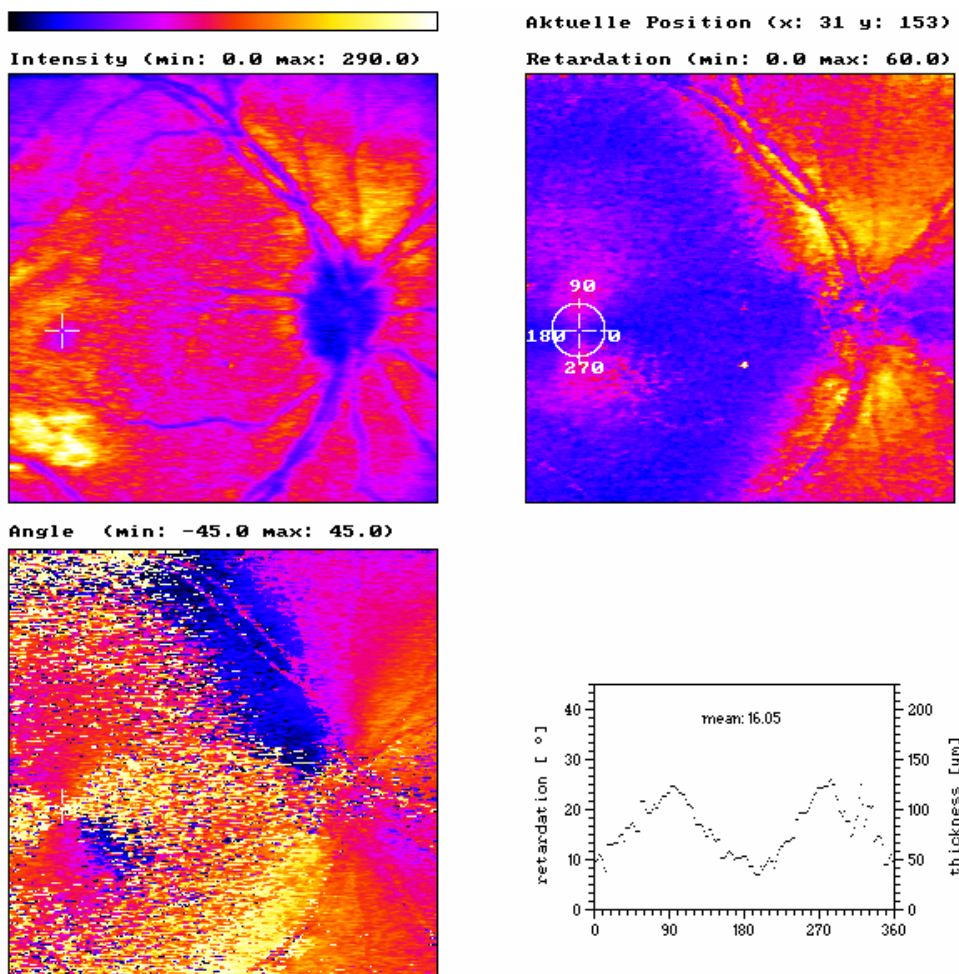 Aktuelle Position (x: 31 y: 153)
Intensity (min: 0.0 max: 290.0)
Retardation (min: 0.0 max: 60.0)
90
180
0
270
Angle (min: -45.0 max: 45.0)
mean: 16.05
retardation [ °]
40
30
20
10
0
200
150
100
50
0
thickness [µm]
0
90
180
270
360